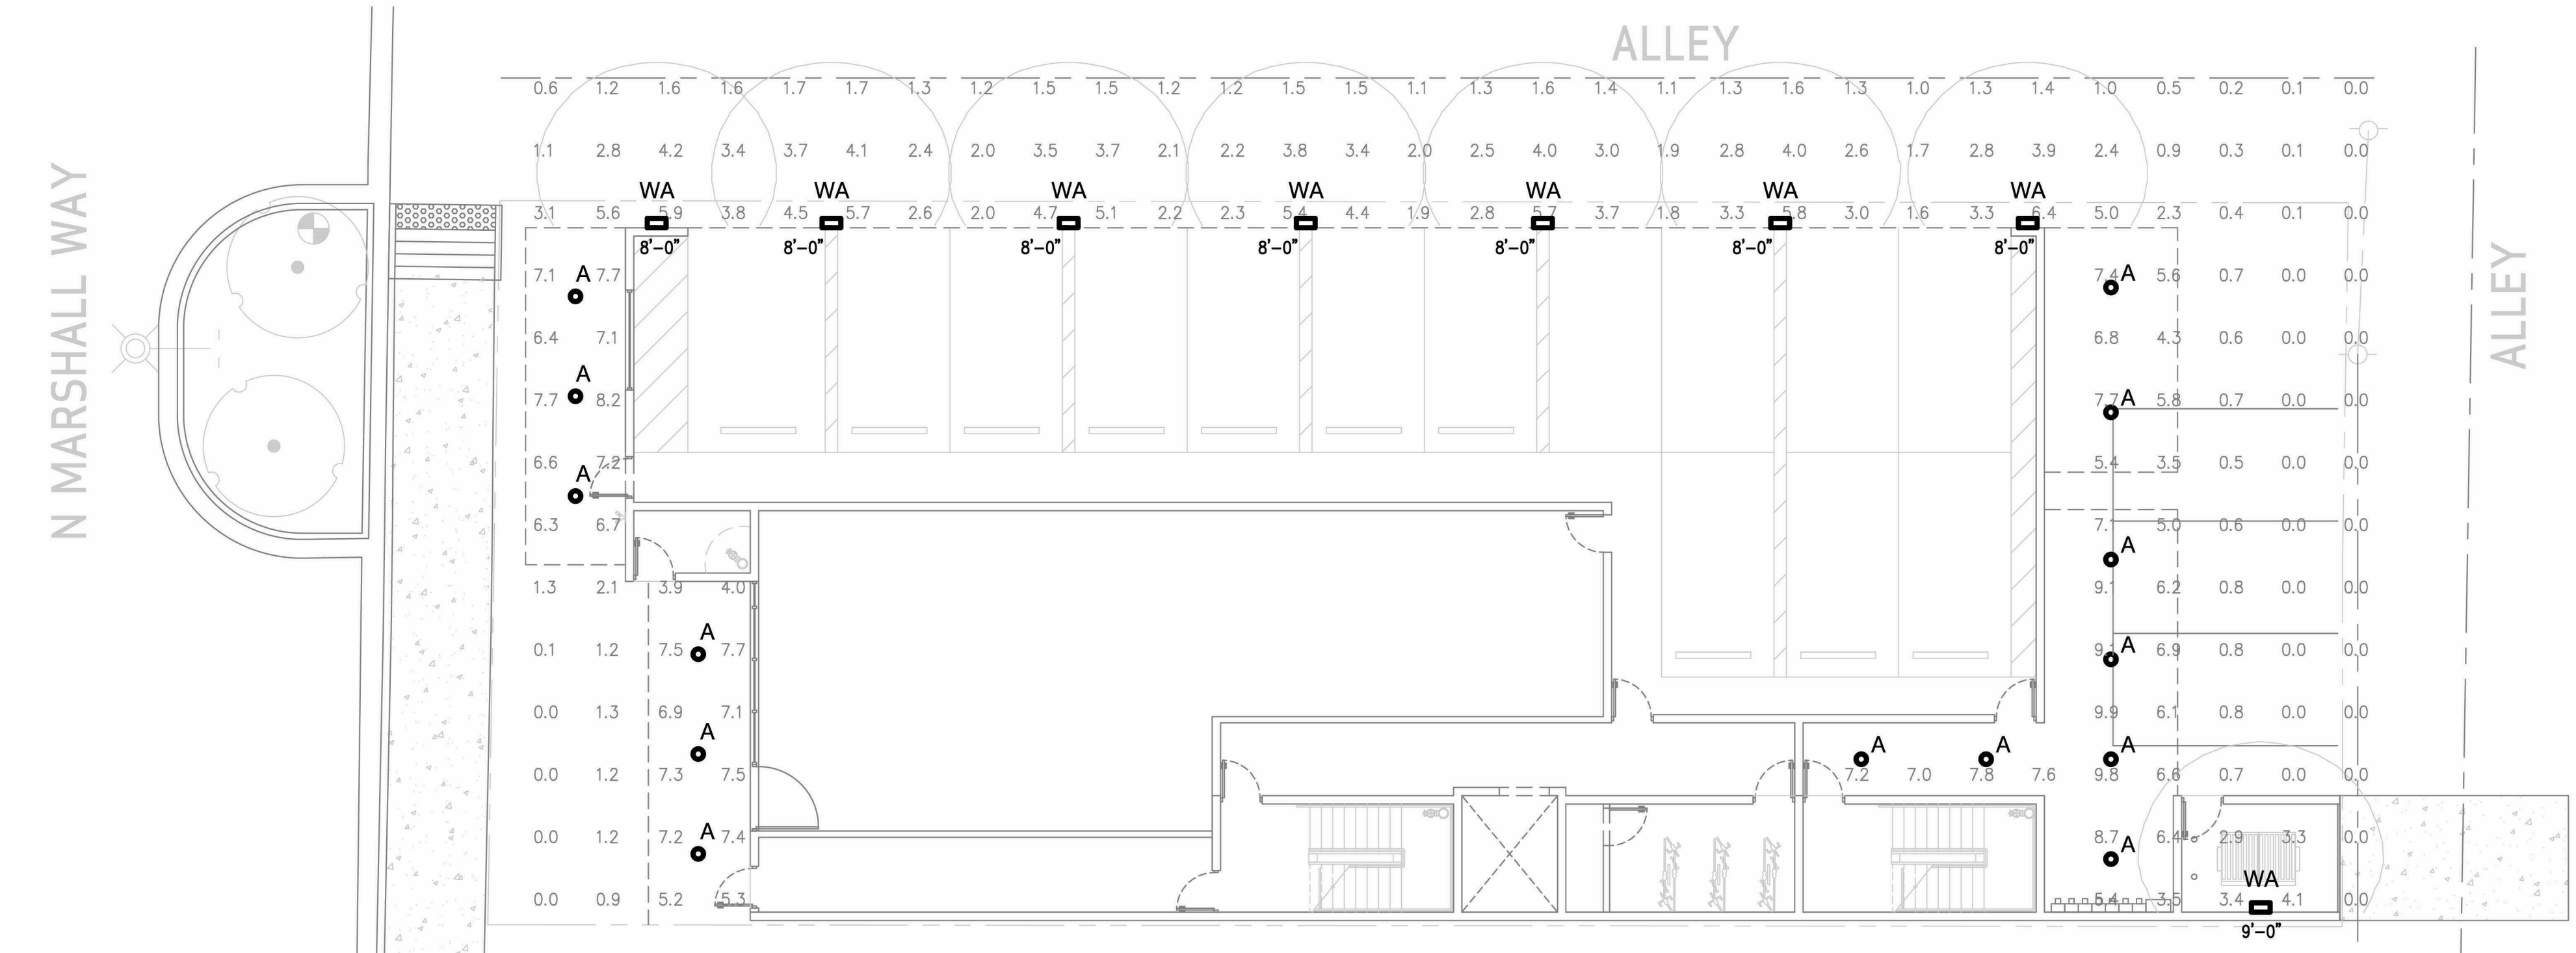 ALLEY
0.6 1.2 1.6 1.6 1.7 1.7 1.3 1.2 1.5 1.5 1.2 1.2 1.5 1.5 1.1 1.3 1.6 1.4 1.1 1.3 1.6 1.3 1.0 1.3 1.4 1.0 0.5 0.2 0.1 0.0
1.1 2.8 4.2 3.4 3.7 4.1 2.4 2.0 3.5 3.7 2.1 2.2 3.8 3.4 2.0 2.5 4.0 3.0 1.9 2.8 4.0 2.6 1.7 2.8 3.9 2.4 0.9 0.3 0.1 0.0
WA WA WA WA WA WA WA
3.1 5.6 5.9 3.8 4.5 5.7 2.6 2.0 4.7 5.1 2.2 2.3 5.4 4.4 1.9 2.8 5.7 3.7 1.8 3.3 5.8 3.0 1.6 3.3 6.4 5.0 2.3 0.4 0.1 0.0
8'-0" 8'-0" 8'-0" 8'-0" 8'-0" 8'-0" 8'-0"
N MARSHALL WAY
ALLEY
7.1 A 7.7 7.4 A 5.6 0.7 0.0 0.0
6.4 7.1 6.8 4.3 0.6 0.0 0.0
A
7.7 8.2 7.7 A 5.8 0.7 0.0 0.0
6.6 7.2 5.4 3.5 0.5 0.0 0.0
A
6.3 6.7 5.0 0.6 0.0 0.0
A
1.3 2.1 3.9 4.0 6.2 0.8 0.0 0.0
A
0.1 1.2 7.5 7.7 A 6.9 0.8 0.0 0.0
0.0 1.3 6.9 7.1 9.9 6.1 0.8 0.0 0.0
A A A A
0.0 1.2 7.3 7.5 7.2 7.0 7.8 7.6 9.8 6.6 0.7 0.0 0.0
0.0 1.2 7.2 A 7.4 8.7 A 6.4 2.9 3.3 0.0
WA
0.0 0.9 5.2 5.3 5.4 3.5 3.4 4.1 0.0
9'-0"